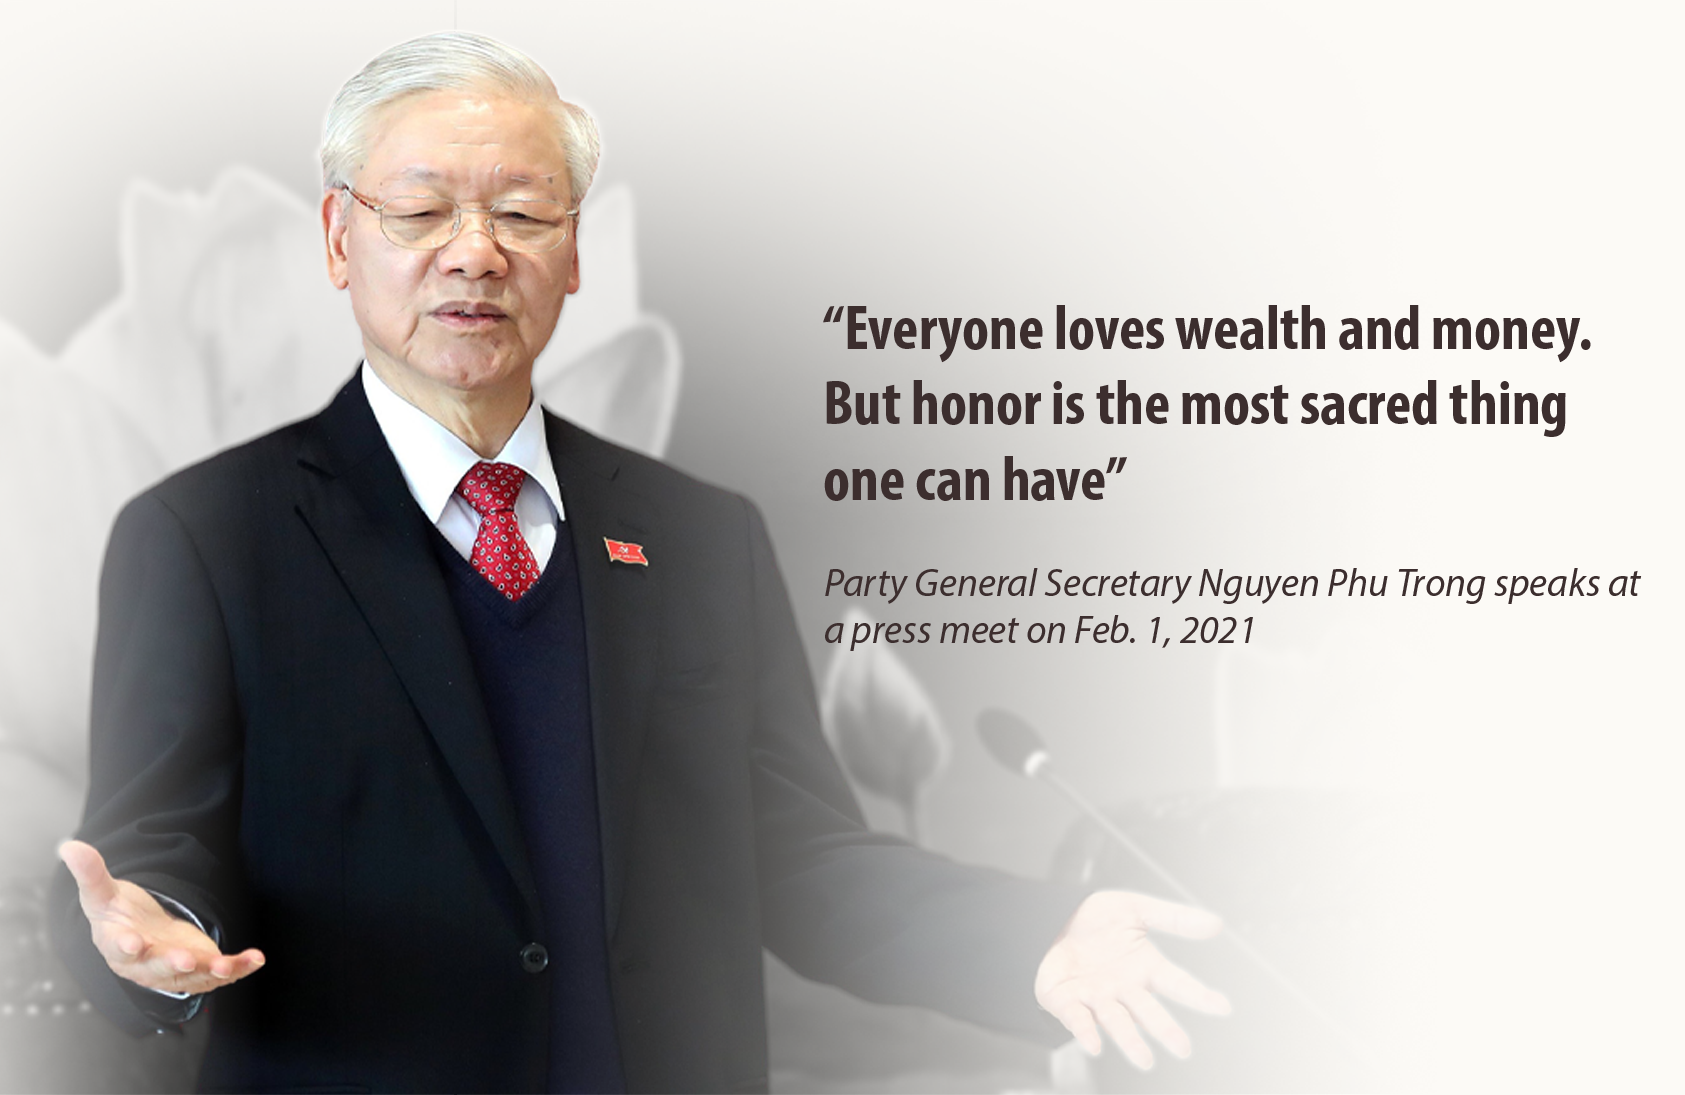 “Everyone loves wealth and money.
But honor is the most sacred thing
one can have”
Party General Secretary Nguyen Phu Trong speaks at
a press meet on Feb. 1, 2021